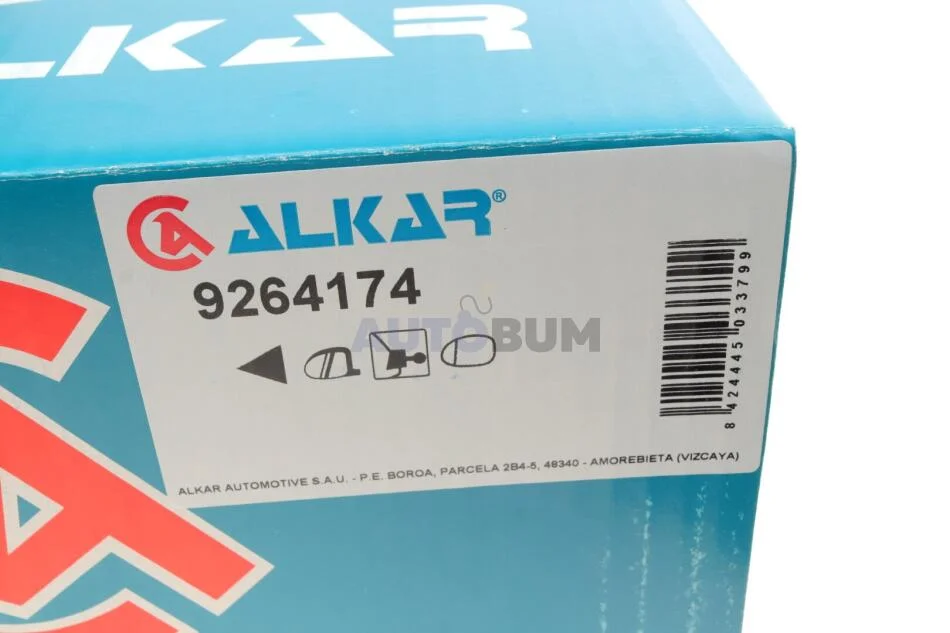 ALKAR
ALKAR®
9264174
AUTOBUM
8 424445 033799
ALKAR AUTOMOTIVE S.A.U. - P.E. BOROA, PARCELA 2B4-5, 48340 - AMOREBIETA (VIZCAYA)